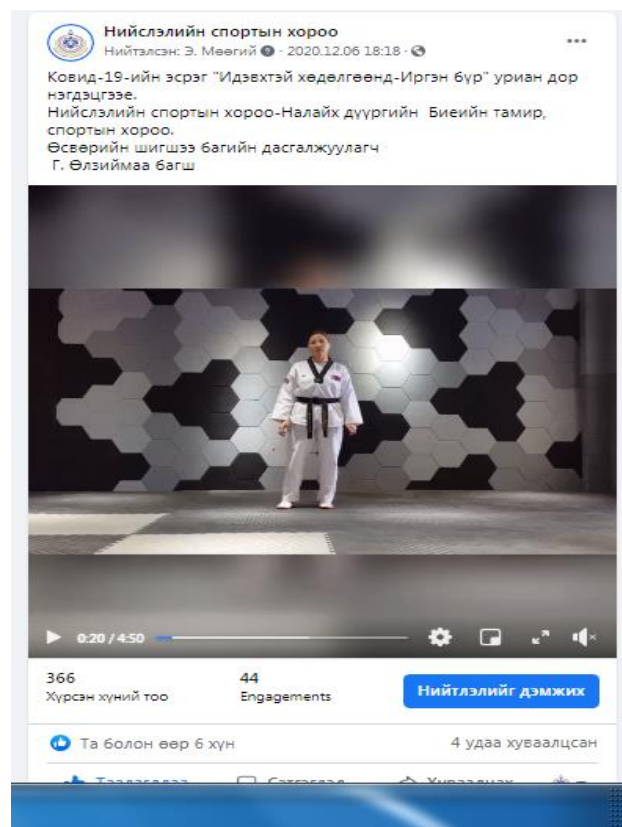 Нийслэлийн спортын хороо
Нийтэлсэн: Э. Мөөгий · 2020.12.06 18:18 ·
Ковид-19-ийн эсрэг "Идэвхтэй хөдөлгөөнд-Иргэн бүр" уриан дор
нэгдэцгээе.
Нийслэлийн спортын хороо-Налайх дүүргийн Биеийн тамир,
спортын хороо.
Өсвөрийн шигшээ багийн дасгалжуулагч
Г. Өлзиймаа багш
0:20 / 4:50
366
Хүрсэн хүний тоо
44
Engagements
Нийтлэлийг дэмжих
Та болон өөр 6 хүн
4 удаа хуваалцсан